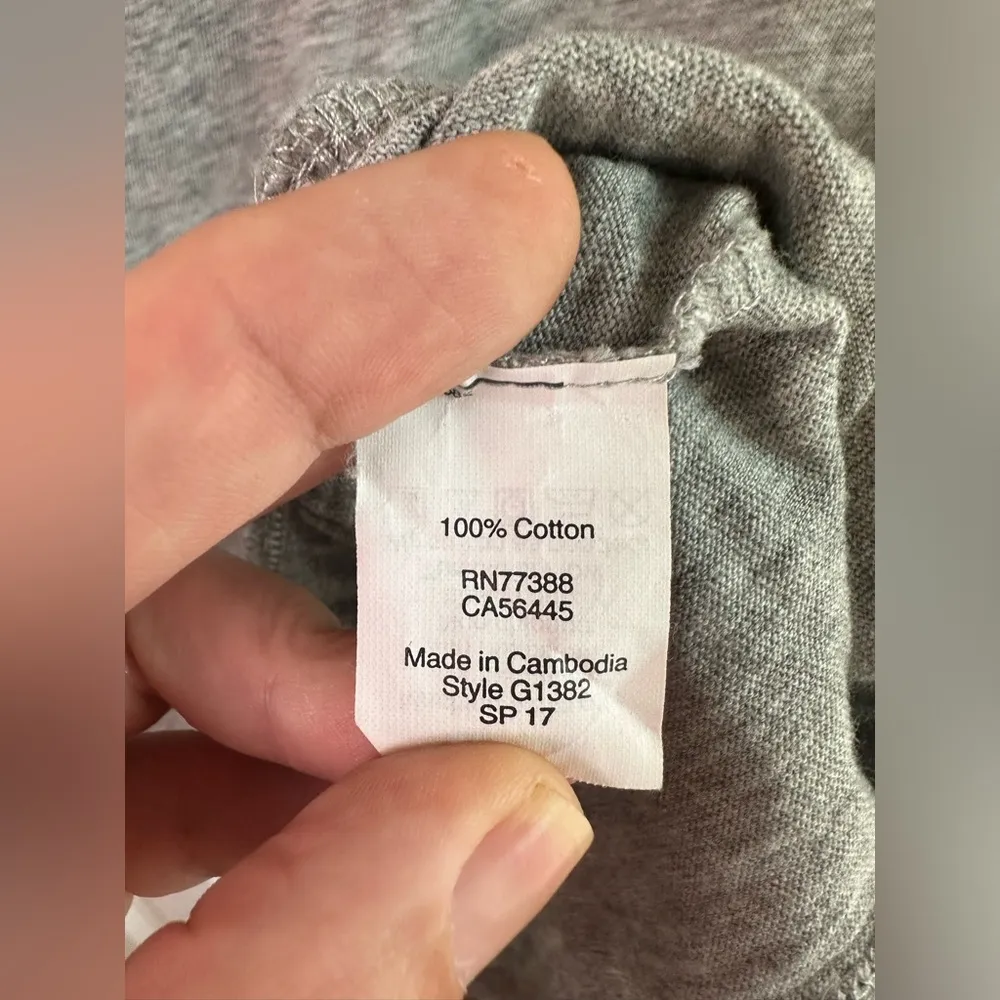 100% Cotton
RN77388
CA56445
Made in Cambodia
Style G1382
SP 17